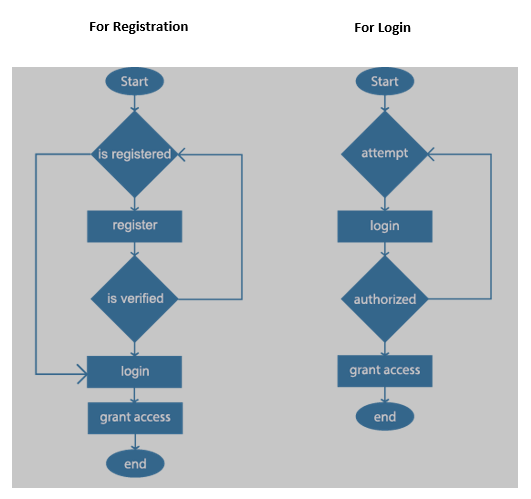 For Registration
Start
is registered
register
is verified
login
grant access
end
For Login
Start
attempt
login
authorized
grant access
end